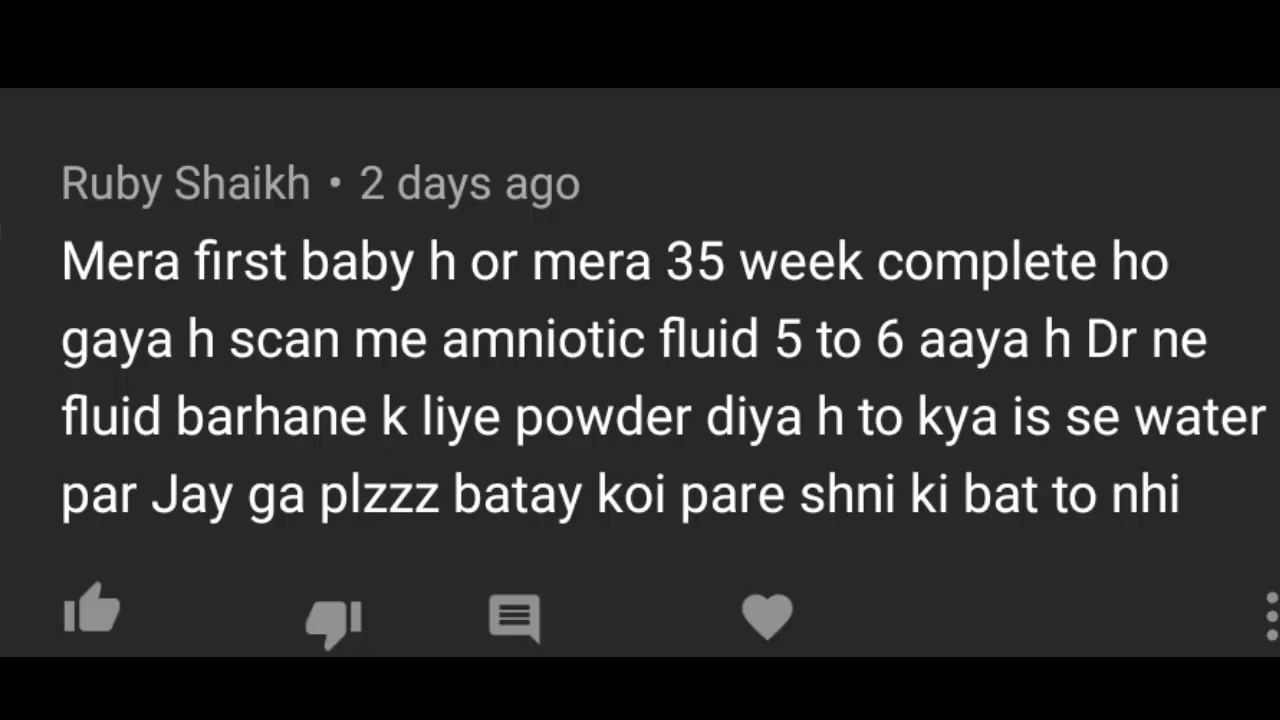 Ruby Shaikh • 2 days ago
Mera first baby h or mera 35 week complete ho
gaya h scan me amniotic fluid 5 to 6 aaya h Dr ne
fluid barhane k liye powder diya h to kya is se water
par Jay ga plzzz batay koi pare shni ki bat to nhi